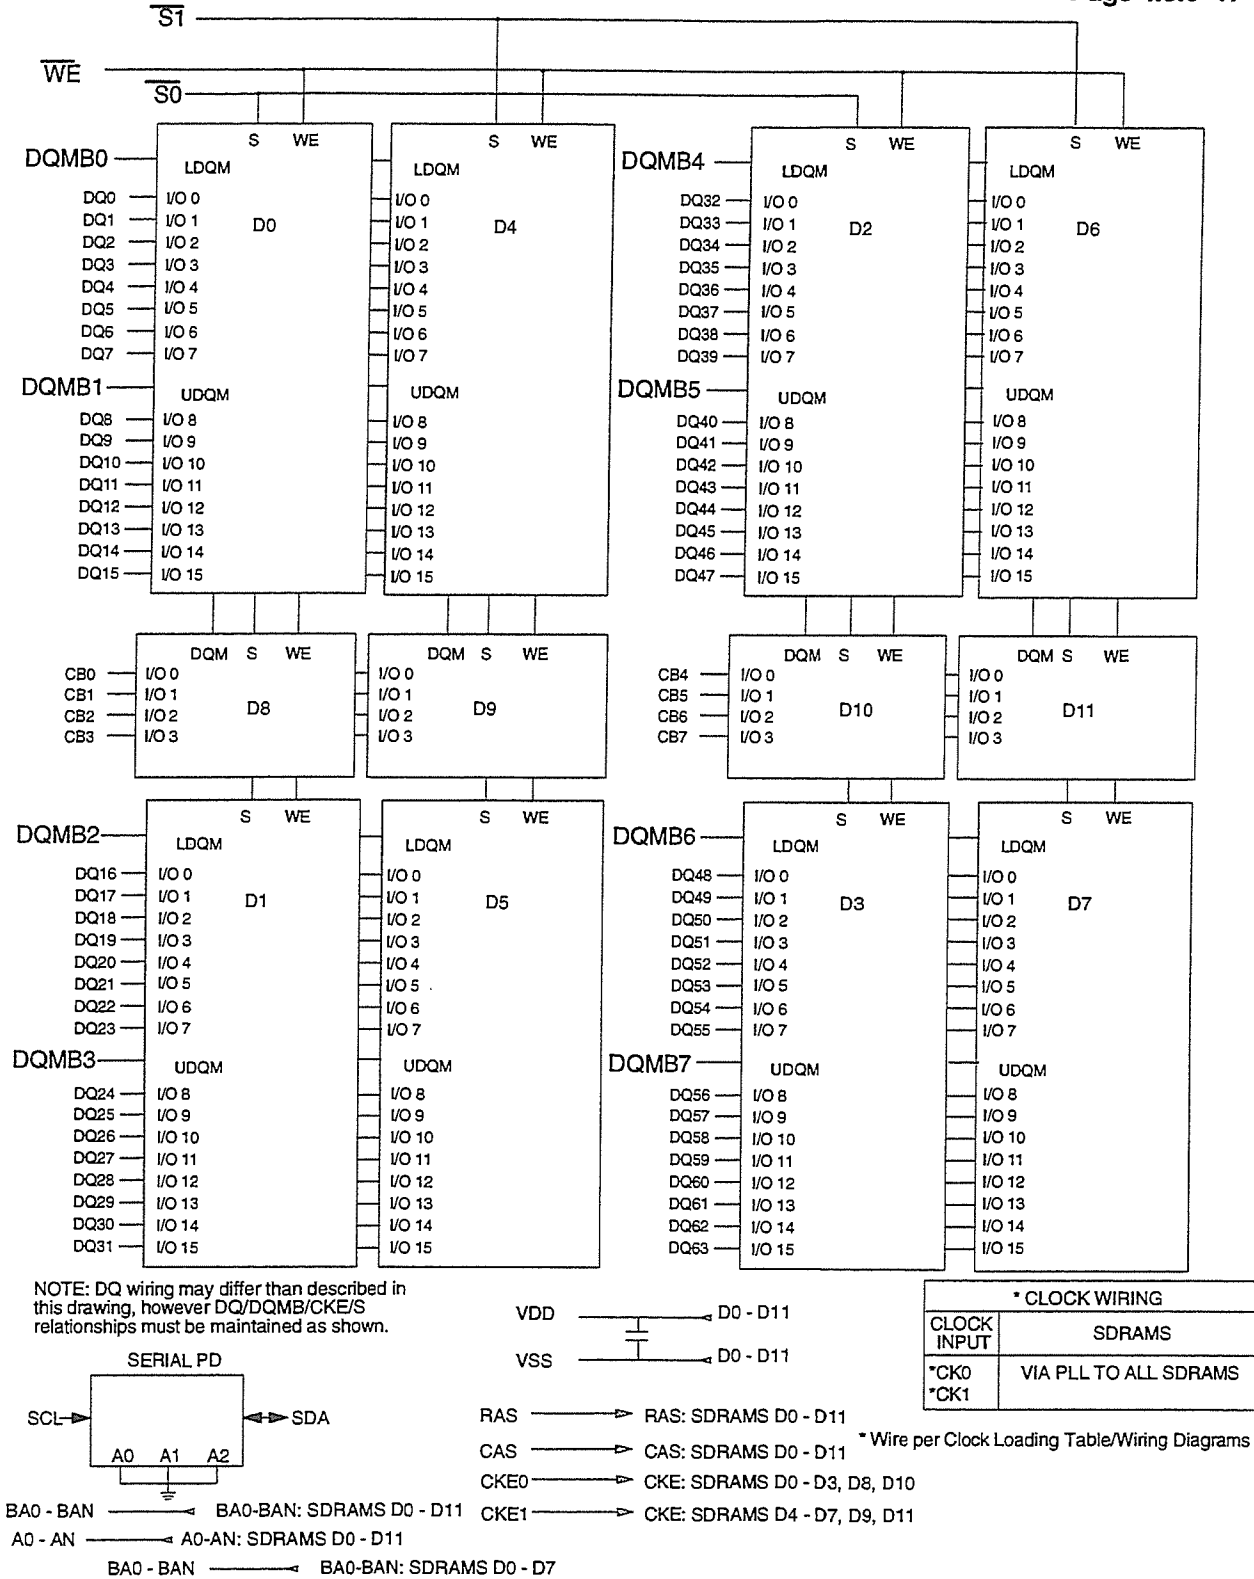 S1
WE
S0
S WE S WE
DQMB0 LDQM LDQM
DQ0 I/O 0 I/O 0
DQ1 I/O 1 D0 I/O 1 D4
DQ2 I/O 2 I/O 2
DQ3 I/O 3 I/O 3
DQ4 I/O 4 I/O 4
DQ5 I/O 5 I/O 5
DQ6 I/O 6 I/O 6
DQ7 I/O 7 I/O 7
DQMB1 UDQM UDQM
DQ8 I/O 8 I/O 8
DQ9 I/O 9 I/O 9
DQ10 I/O 10 I/O 10
DQ11 I/O 11 I/O 11
DQ12 I/O 12 I/O 12
DQ13 I/O 13 I/O 13
DQ14 I/O 14 I/O 14
DQ15 I/O 15 I/O 15
S WE S WE
DQMB4 LDQM LDQM
DQ32 I/O 0 I/O 0
DQ33 I/O 1 D2 I/O 1 D6
DQ34 I/O 2 I/O 2
DQ35 I/O 3 I/O 3
DQ36 I/O 4 I/O 4
DQ37 I/O 5 I/O 5
DQ38 I/O 6 I/O 6
DQ39 I/O 7 I/O 7
DQMB5 UDQM UDQM
DQ40 I/O 8 I/O 8
DQ41 I/O 9 I/O 9
DQ42 I/O 10 I/O 10
DQ43 I/O 11 I/O 11
DQ44 I/O 12 I/O 12
DQ45 I/O 13 I/O 13
DQ46 I/O 14 I/O 14
DQ47 I/O 15 I/O 15
DQM S WE DQM S WE
CB0 I/O 0 I/O 0
CB1 I/O 1 I/O 1
CB2 I/O 2 D8 I/O 2 D9
CB3 I/O 3 I/O 3
DQM S WE DQM S WE
CB4 I/O 0 I/O 0
CB5 I/O 1 I/O 1
CB6 I/O 2 D10 I/O 2 D11
CB7 I/O 3 I/O 3
S WE S WE
DQMB2 LDQM LDQM
DQ16 I/O 0 I/O 0
DQ17 I/O 1 D1 I/O 1 D5
DQ18 I/O 2 I/O 2
DQ19 I/O 3 I/O 3
DQ20 I/O 4 I/O 4
DQ21 I/O 5 I/O 5
DQ22 I/O 6 I/O 6
DQ23 I/O 7 I/O 7
DQMB3 UDQM UDQM
DQ24 I/O 8 I/O 8
DQ25 I/O 9 I/O 9
DQ26 I/O 10 I/O 10
DQ27 I/O 11 I/O 11
DQ28 I/O 12 I/O 12
DQ29 I/O 13 I/O 13
DQ30 I/O 14 I/O 14
DQ31 I/O 15 I/O 15
S WE S WE
DQMB6 LDQM LDQM
DQ48 I/O 0 I/O 0
DQ49 I/O 1 D3 I/O 1 D7
DQ50 I/O 2 I/O 2
DQ51 I/O 3 I/O 3
DQ52 I/O 4 I/O 4
DQ53 I/O 5 I/O 5
DQ54 I/O 6 I/O 6
DQ55 I/O 7 I/O 7
DQMB7 UDQM UDQM
DQ56 I/O 8 I/O 8
DQ57 I/O 9 I/O 9
DQ58 I/O 10 I/O 10
DQ59 I/O 11 I/O 11
DQ60 I/O 12 I/O 12
DQ61 I/O 13 I/O 13
DQ62 I/O 14 I/O 14
DQ63 I/O 15 I/O 15
NOTE: DQ wiring may differ than described in
this drawing, however DQ/DQMB/CKE/S
relationships must be maintained as shown.
VDD D0 - D11
VSS D0 - D11
* CLOCK WIRING
CLOCK INPUT SDRAMS
*CK0 VIA PLL TO ALL SDRAMS
*CK1
* Wire per Clock Loading Table/Wiring Diagrams
SERIAL PD
SCL SDA
A0 A1 A2
RAS RAS: SDRAMS D0 - D11
CAS CAS: SDRAMS D0 - D11
CKE0 CKE: SDRAMS D0 - D3, D8, D10
CKE1 CKE: SDRAMS D4 - D7, D9, D11
BA0 - BAN BA0-BAN: SDRAMS D0 - D11
A0 - AN A0-AN: SDRAMS D0 - D11
BA0 - BAN BA0-BAN: SDRAMS D0 - D7